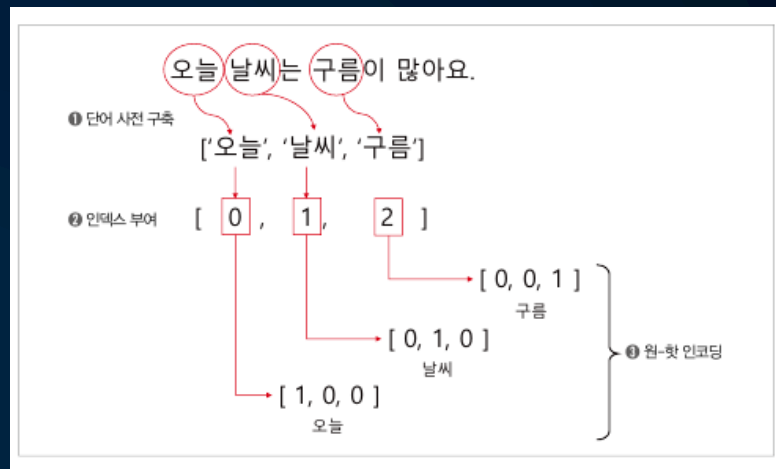 오늘 날씨는 구름이 많아요.
❶ 단어 사전 구축
['오늘', '날씨', '구름']
❷ 인덱스 부여 [ 0 , 1, 2 ]
[ 0, 0, 1 ]
구름
[ 0, 1, 0 ]
❸ 원-핫 인코딩
날씨
[ 1, 0, 0 ]
오늘